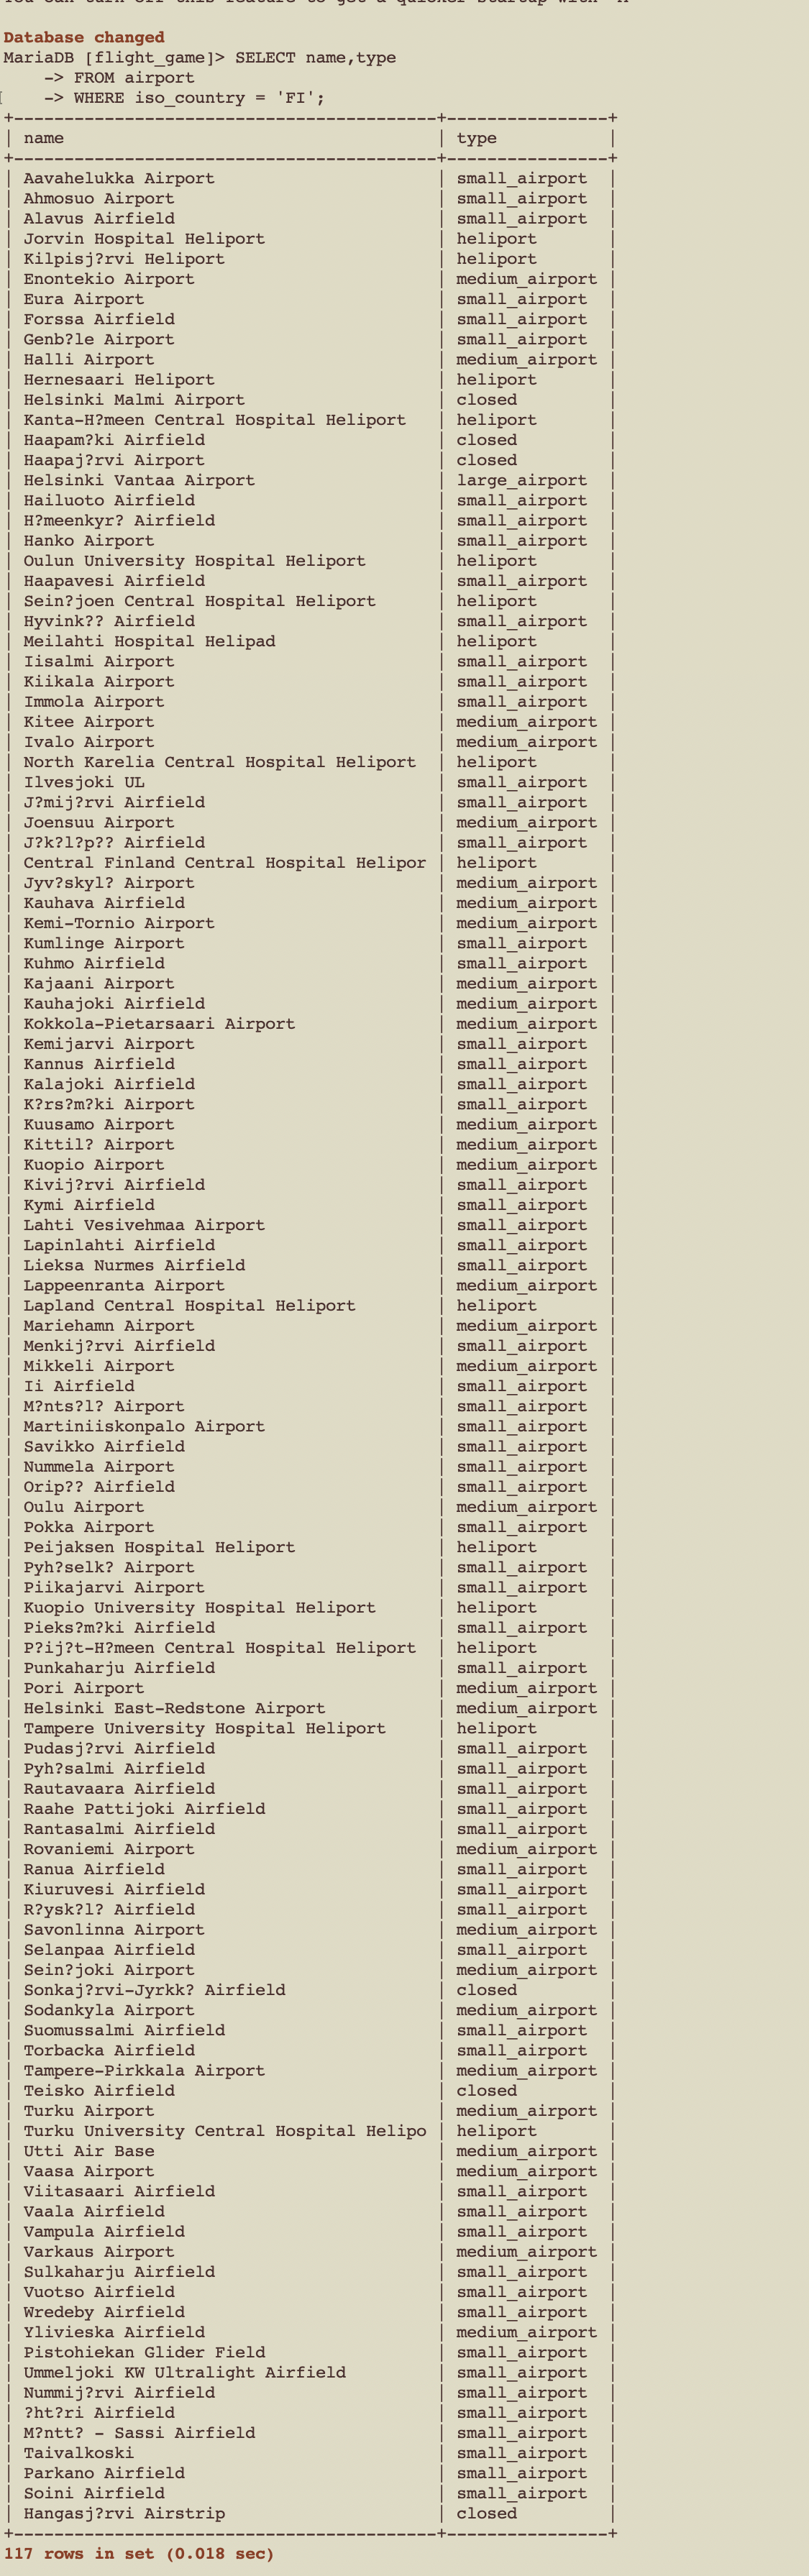 You can turn off this feature to get a quicker startup with -A
Database changed
MariaDB [flight_game]> SELECT name,type
    -> FROM airport
    -> WHERE iso_country = 'FI';
+------------------------------------------+----------------+
| name                                     | type           |
+------------------------------------------+----------------+
| Aavahelukka Airport                      | small_airport  |
| Ahmosuo Airport                          | small_airport  |
| Alavus Airfield                          | small_airport  |
| Jorvin Hospital Heliport                 | heliport       |
| Kilpisj?rvi Heliport                     | heliport       |
| Enontekio Airport                        | medium_airport |
| Eura Airport                             | small_airport  |
| Forssa Airfield                          | small_airport  |
| Genb?le Airport                          | small_airport  |
| Halli Airport                            | medium_airport |
| Hernesaari Heliport                      | heliport       |
| Helsinki Malmi Airport                   | closed         |
| Kanta-H?meen Central Hospital Heliport   | heliport       |
| Haapam?ki Airfield                       | closed         |
| Haapaj?rvi Airport                       | closed         |
| Helsinki Vantaa Airport                  | large_airport  |
| Hailuoto Airfield                        | small_airport  |
| H?meenkyr? Airfield                      | small_airport  |
| Hanko Airport                            | small_airport  |
| Oulun University Hospital Heliport       | heliport       |
| Haapavesi Airfield                       | small_airport  |
| Sein?joen Central Hospital Heliport      | heliport       |
| Hyvink?? Airfield                        | small_airport  |
| Meilahti Hospital Helipad                | heliport       |
| Iisalmi Airport                          | small_airport  |
| Kiikala Airport                          | small_airport  |
| Immola Airport                           | small_airport  |
| Kitee Airport                            | medium_airport |
| Ivalo Airport                            | medium_airport |
| North Karelia Central Hospital Heliport  | heliport       |
| Ilvesjoki UL                             | small_airport  |
| J?mij?rvi Airfield                       | small_airport  |
| Joensuu Airport                          | medium_airport |
| J?k?l?p?? Airfield                       | small_airport  |
| Central Finland Central Hospital Helipor | heliport       |
| Jyv?skyl? Airport                        | medium_airport |
| Kauhava Airfield                         | medium_airport |
| Kemi-Tornio Airport                      | medium_airport |
| Kumlinge Airport                         | small_airport  |
| Kuhmo Airfield                           | small_airport  |
| Kajaani Airport                          | medium_airport |
| Kauhajoki Airfield                       | medium_airport |
| Kokkola-Pietarsaari Airport              | medium_airport |
| Kemijarvi Airport                        | small_airport  |
| Kannus Airfield                          | small_airport  |
| Kalajoki Airfield                        | small_airport  |
| K?rs?m?ki Airport                        | small_airport  |
| Kuusamo Airport                          | medium_airport |
| Kittil? Airport                          | medium_airport |
| Kuopio Airport                           | medium_airport |
| Kivij?rvi Airfield                       | small_airport  |
| Kymi Airfield                            | small_airport  |
| Lahti Vesivehmaa Airport                 | small_airport  |
| Lapinlahti Airfield                      | small_airport  |
| Lieksa Nurmes Airfield                   | small_airport  |
| Lappeenranta Airport                     | medium_airport |
| Lapland Central Hospital Heliport        | heliport       |
| Mariehamn Airport                        | medium_airport |
| Menkij?rvi Airfield                      | small_airport  |
| Mikkeli Airport                          | medium_airport |
| Ii Airfield                              | small_airport  |
| M?nts?l? Airport                         | small_airport  |
| Martiniiskonpalo Airport                 | small_airport  |
| Savikko Airfield                         | small_airport  |
| Nummela Airport                          | small_airport  |
| Orip?? Airfield                          | small_airport  |
| Oulu Airport                             | medium_airport |
| Pokka Airport                            | small_airport  |
| Peijaksen Hospital Heliport              | heliport       |
| Pyh?selk? Airport                        | small_airport  |
| Piikajarvi Airport                       | small_airport  |
| Kuopio University Hospital Heliport      | heliport       |
| Pieks?m?ki Airfield                      | small_airport  |
| P?ij?t-H?meen Central Hospital Heliport  | heliport       |
| Punkaharju Airfield                      | small_airport  |
| Pori Airport                             | medium_airport |
| Helsinki East-Redstone Airport           | medium_airport |
| Tampere University Hospital Heliport     | heliport       |
| Pudasj?rvi Airfield                      | small_airport  |
| Pyh?salmi Airfield                       | small_airport  |
| Rautavaara Airfield                      | small_airport  |
| Raahe Pattijoki Airfield                 | small_airport  |
| Rantasalmi Airfield                      | small_airport  |
| Rovaniemi Airport                        | medium_airport |
| Ranua Airfield                           | small_airport  |
| Kiuruvesi Airfield                       | small_airport  |
| R?ysk?l? Airfield                        | small_airport  |
| Savonlinna Airport                       | medium_airport |
| Selanpaa Airfield                        | small_airport  |
| Sein?joki Airport                        | medium_airport |
| Sonkaj?rvi-Jyrkk? Airfield               | closed         |
| Sodankyla Airport                        | medium_airport |
| Suomussalmi Airfield                     | small_airport  |
| Torbacka Airfield                        | small_airport  |
| Tampere-Pirkkala Airport                 | medium_airport |
| Teisko Airfield                          | closed         |
| Turku Airport                            | medium_airport |
| Turku University Central Hospital Helipo | heliport       |
| Utti Air Base                            | medium_airport |
| Vaasa Airport                            | medium_airport |
| Viitasaari Airfield                      | small_airport  |
| Vaala Airfield                           | small_airport  |
| Vampula Airfield                         | small_airport  |
| Varkaus Airport                          | medium_airport |
| Sulkaharju Airfield                      | small_airport  |
| Vuotso Airfield                          | small_airport  |
| Wredeby Airfield                         | small_airport  |
| Ylivieska Airfield                       | medium_airport |
| Pistohiekan Glider Field                 | small_airport  |
| Ummeljoki KW Ultralight Airfield         | small_airport  |
| Nummij?rvi Airfield                      | small_airport  |
| ?ht?ri Airfield                          | small_airport  |
| M?ntt? - Sassi Airfield                  | small_airport  |
| Taivalkoski                              | small_airport  |
| Parkano Airfield                         | small_airport  |
| Soini Airfield                           | small_airport  |
| Hangasj?rvi Airstrip                     | closed         |
+------------------------------------------+----------------+
117 rows in set (0.018 sec)